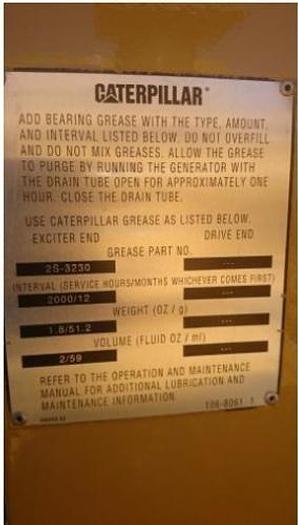 CATERPILLAR®
ADD BEARING GREASE WITH THE TYPE, AMOUNT,
AND INTERVAL LISTED BELOW. DO NOT OVERFILL
AND DO NOT MIX GREASES. ALLOW THE GREASE
TO PURGE BY RUNNING THE GENERATOR WITH
THE DRAIN TUBE OPEN FOR APPROXIMATELY ONE
HOUR. CLOSE THE DRAIN TUBE.
USE CATERPILLAR GREASE AS LISTED BELOW.
EXCITER END DRIVE END
GREASE PART NO.
2S-3230 ---
INTERVAL (SERVICE HOURS/MONTHS WHICHEVER COMES FIRST)
2000/12 ---
WEIGHT (OZ / g)
1.8/51.2 ---
VOLUME (FLUID OZ / ml)
2/59 ---
REFER TO THE OPERATION AND MAINTENANCE
MANUAL FOR ADDITIONAL LUBRICATION AND
MAINTENANCE INFORMATION.